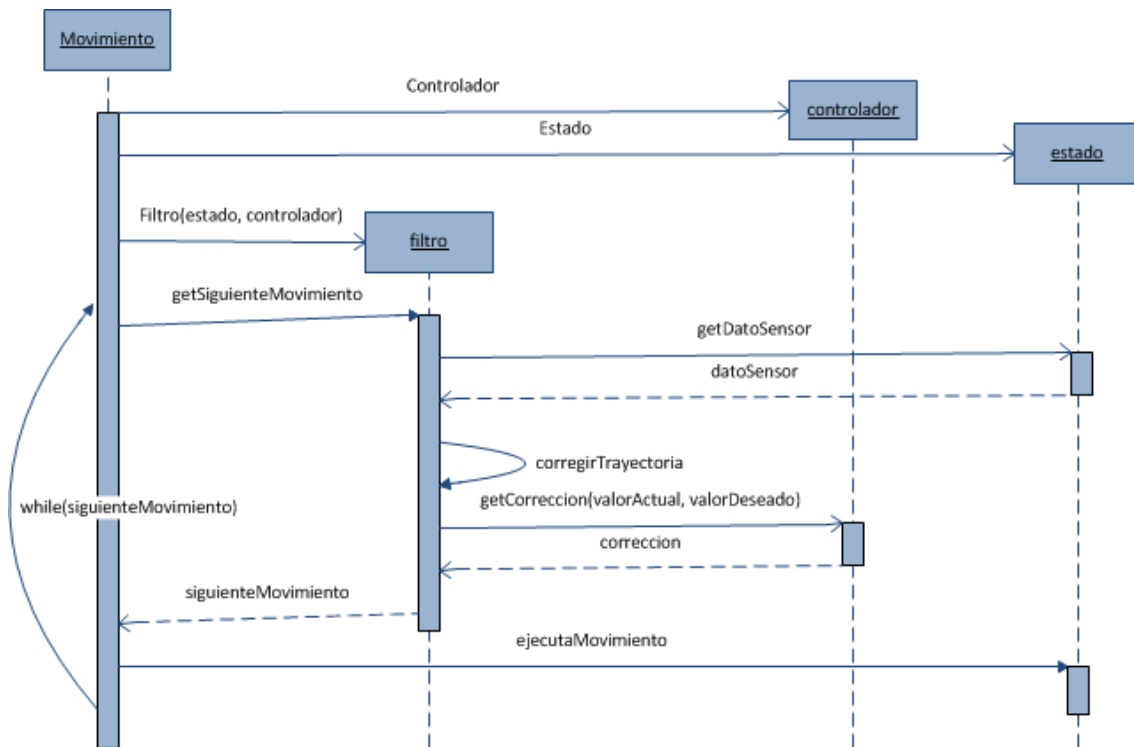 Movimiento
Controlador
controlador
Estado
estado
Filtro(estado, controlador)
filtro
getSiguienteMovimiento
getDatoSensor
datoSensor
corregirTrayectoria
while(siguienteMovimiento)
getCorreccion(valorActual, valorDeseado)
correccion
siguienteMovimiento
ejecutaMovimiento